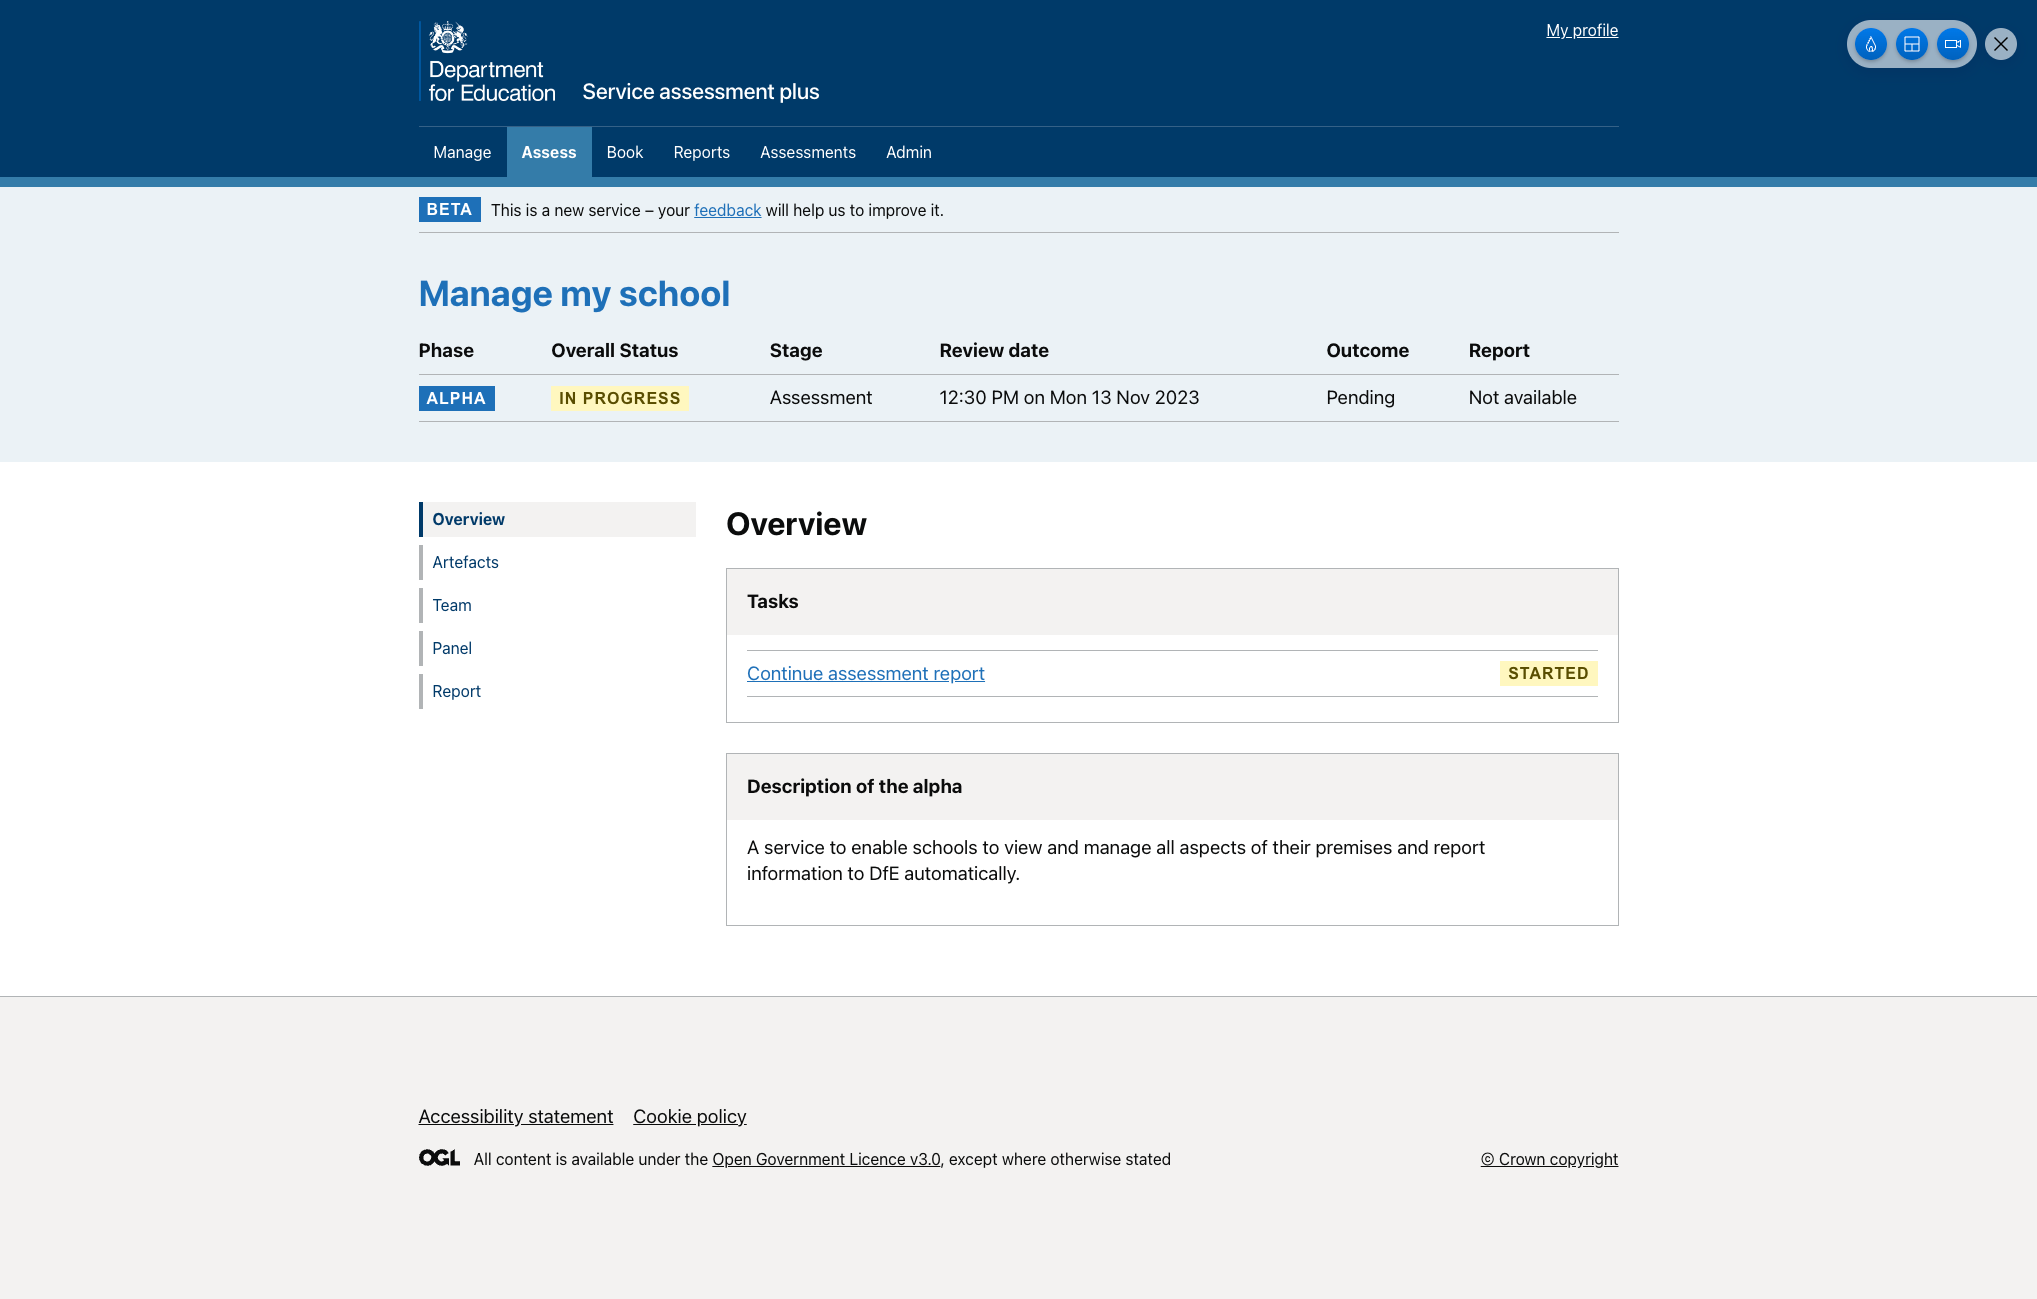 My profile
Department
for Education
Service assessment plus
Manage Assess Book Reports Assessments Admin
BETA This is a new service – your feedback will help us to improve it.
Manage my school
Phase Overall Status Stage Review date Outcome Report
ALPHA IN PROGRESS Assessment 12:30 PM on Mon 13 Nov 2023 Pending Not available
Overview
Artefacts
Team
Panel
Report
Overview
Tasks
Continue assessment report STARTED
Description of the alpha
A service to enable schools to view and manage all aspects of their premises and report
information to DfE automatically.
Accessibility statement Cookie policy
OGL All content is available under the Open Government Licence v3.0, except where otherwise stated
© Crown copyright